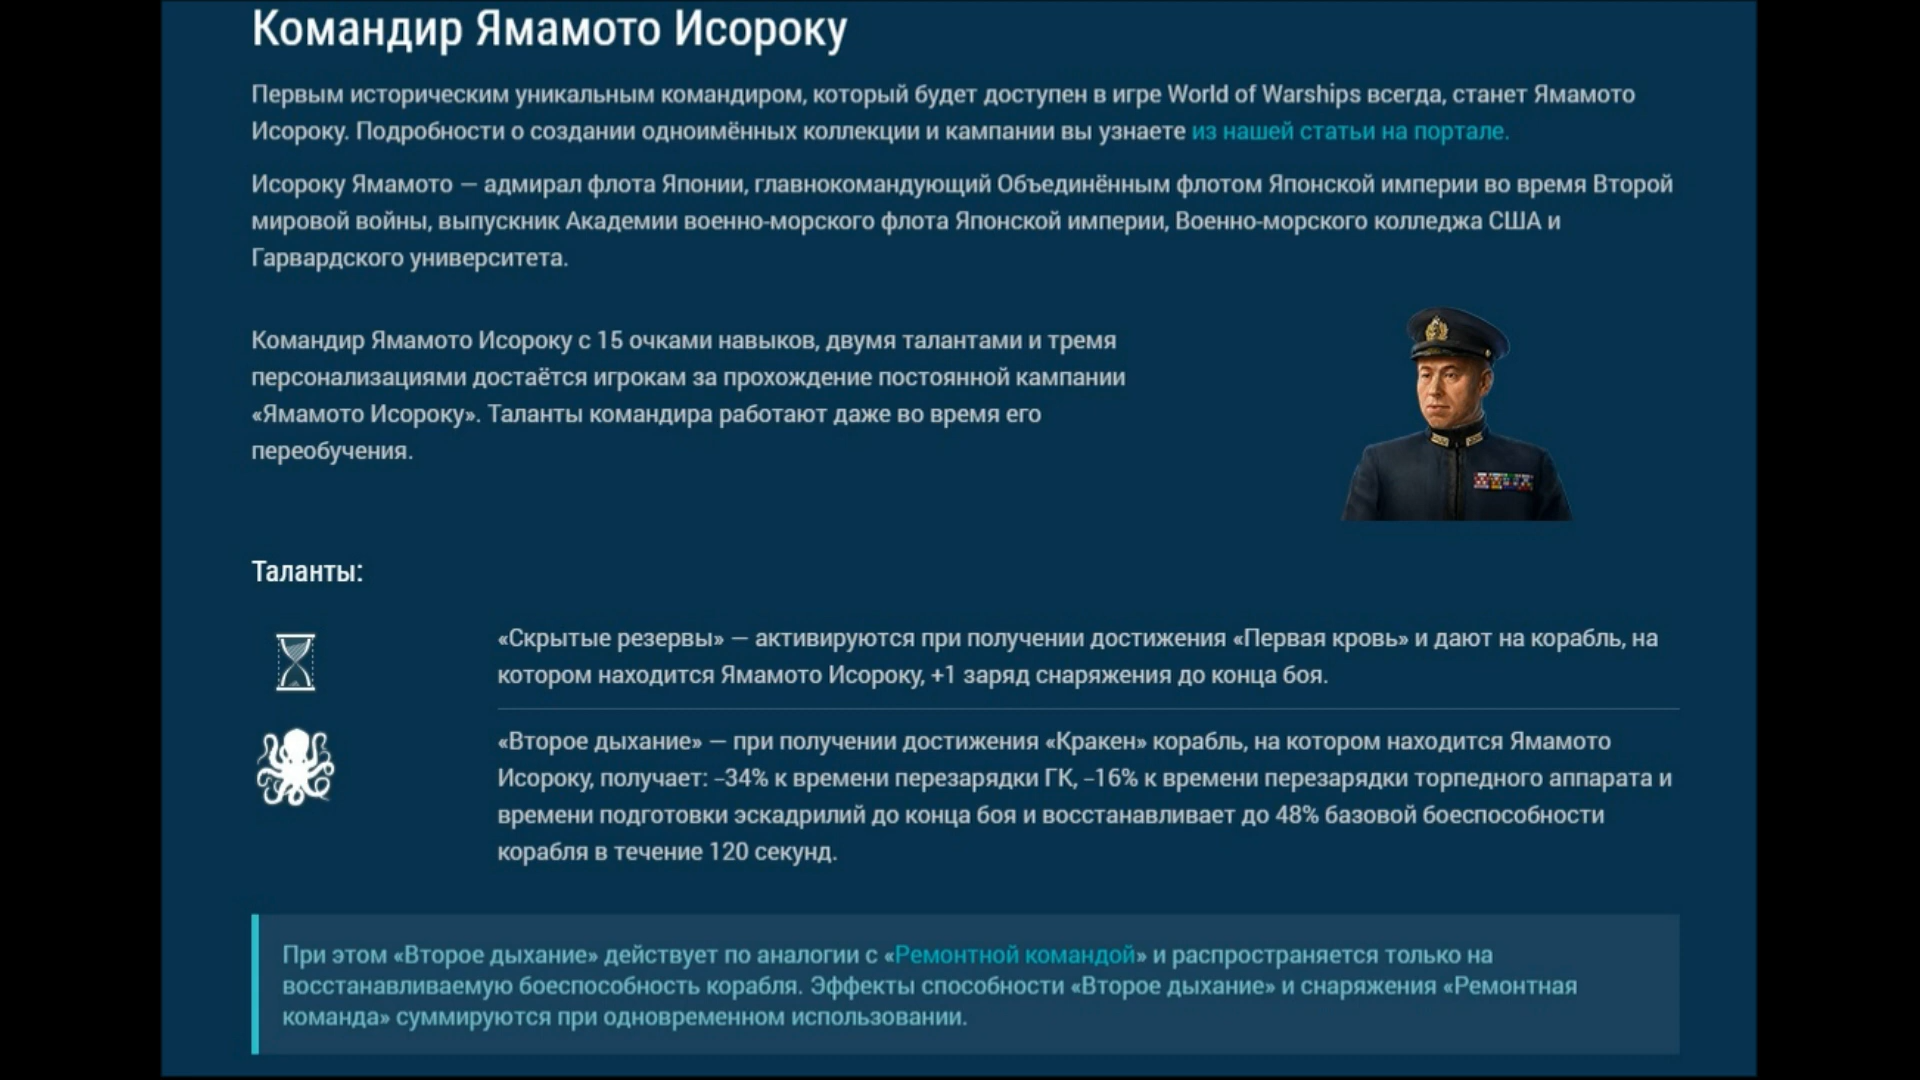 Командир Ямамото Исороку
Первым историческим уникальным командиром, который будет доступен в игре World of Warships всегда, станет Ямамото
Исороку. Подробности о создании одноимённых коллекции и кампании вы узнаете из нашей статьи на портале.
Исороку Ямамото — адмирал флота Японии, главнокомандующий Объединённым флотом Японской империи во время Второй
мировой войны, выпускник Академии военно-морского флота Японской империи, Военно-морского колледжа США и
Гарвардского университета.
Командир Ямамото Исороку с 15 очками навыков, двумя талантами и тремя
персонализациями достаётся игрокам за прохождение постоянной кампании
«Ямамото Исороку». Таланты командира работают даже во время его
переобучения.
Таланты:
«Скрытые резервы» — активируются при получении достижения «Первая кровь» и дают на корабль, на
котором находится Ямамото Исороку, +1 заряд снаряжения до конца боя.
«Второе дыхание» — при получении достижения «Кракен» корабль, на котором находится Ямамото
Исороку, получает: –34% к времени перезарядки ГК, –16% к времени перезарядки торпедного аппарата и
времени подготовки эскадрилий до конца боя и восстанавливает до 48% базовой боеспособности
корабля в течение 120 секунд.
При этом «Второе дыхание» действует по аналогии с «Ремонтной командой» и распространяется только на
восстанавливаемую боеспособность корабля. Эффекты способности «Второе дыхание» и снаряжения «Ремонтная
команда» суммируются при одновременном использовании.